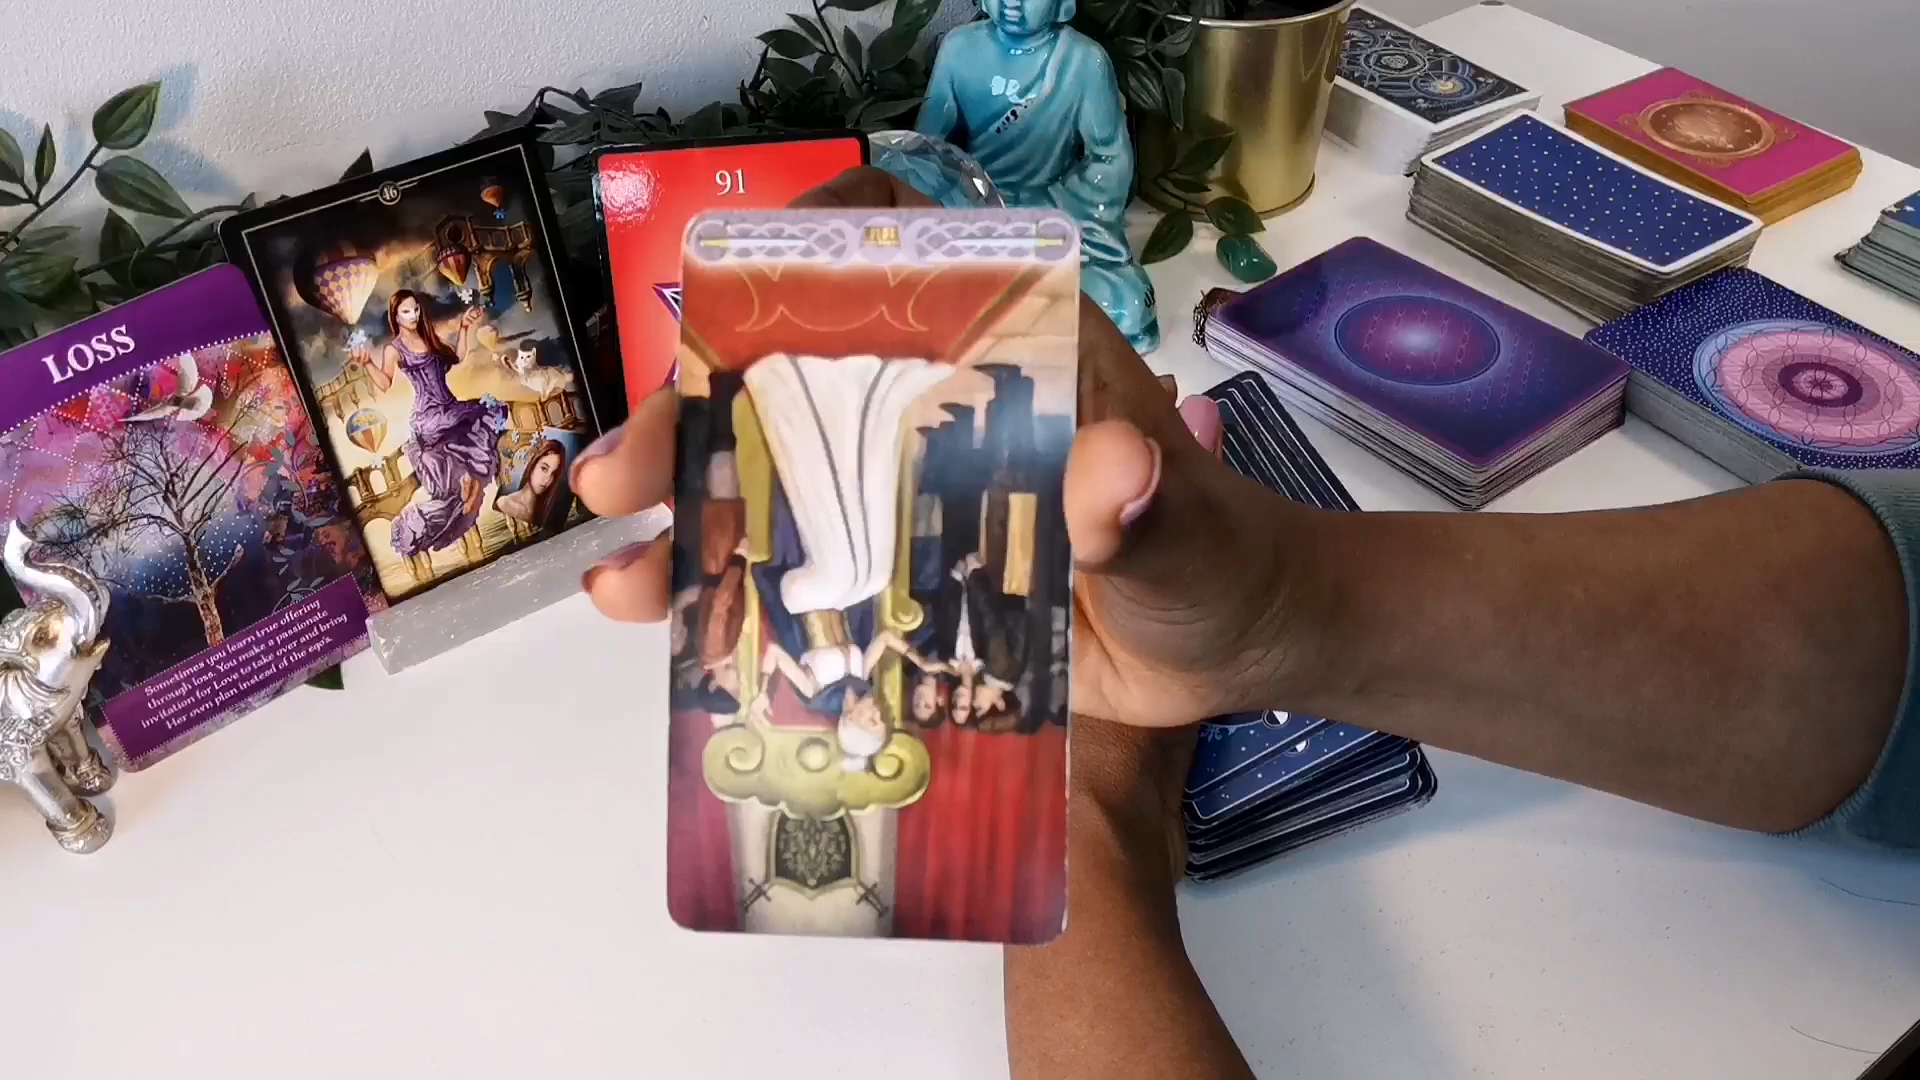 LOSS
Sometimes you learn true offering
through loss. You make a passionate
invitation for Love to take over and bring
Her own plan instead of the ego's.
46
91